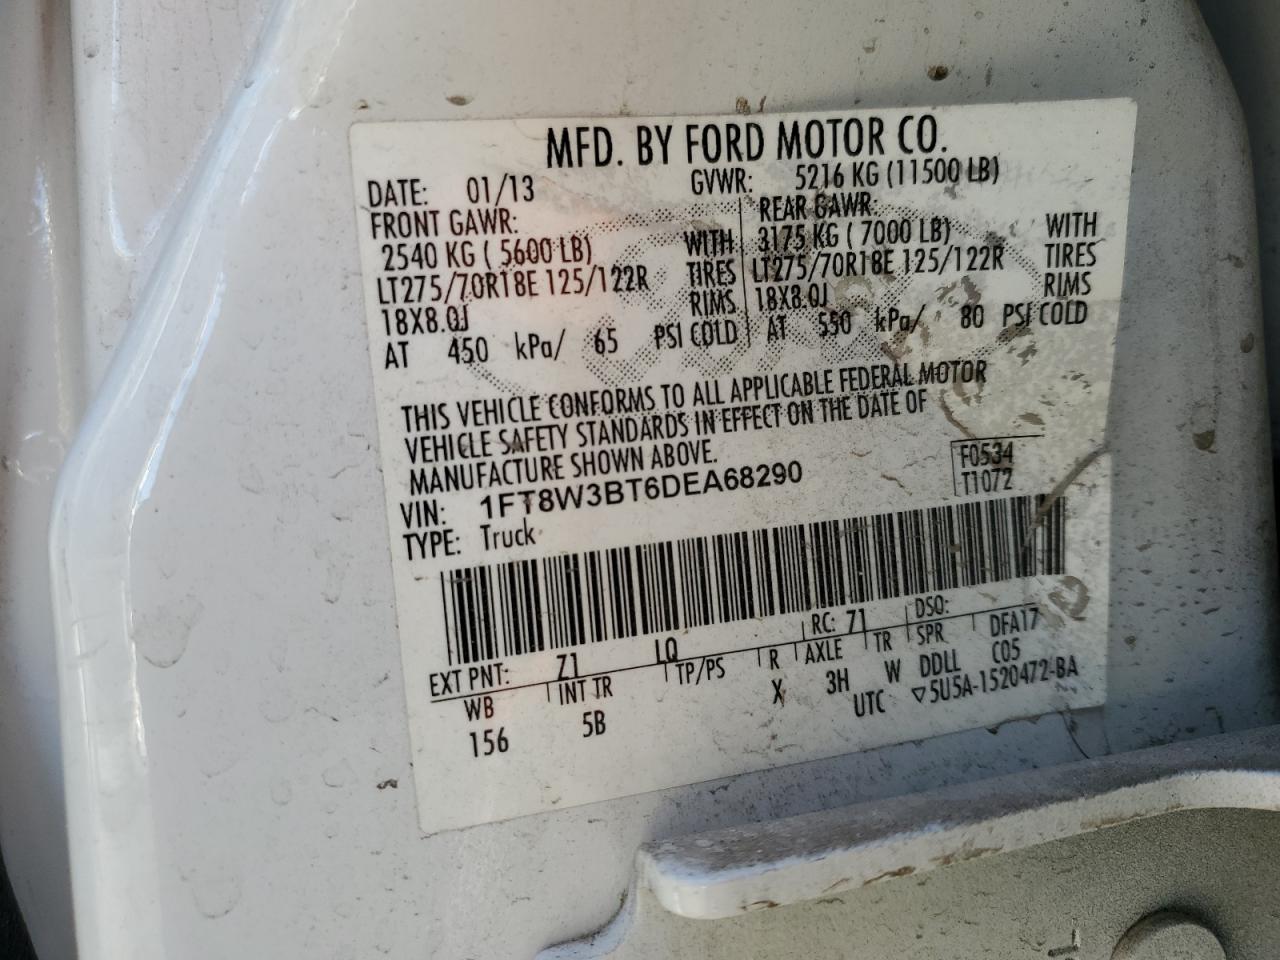 MFD. BY FORD MOTOR CO.
DATE: 01/13 GVWR: 5216 KG (11500 LB)
FRONT GAWR: REAR GAWR:
2540 KG ( 5600 LB) WITH 3175 KG ( 7000 LB) WITH
LT275/70R18E 125/122R TIRES LT275/70R18E 125/122R TIRES
18X8.0J RIMS 18X8.0J RIMS
AT 450 kPa/ 65 PSI COLD AT 550 kPa/ 80 PSI COLD
THIS VEHICLE CONFORMS TO ALL APPLICABLE FEDERAL MOTOR
VEHICLE SAFETY STANDARDS IN EFFECT ON THE DATE OF
MANUFACTURE SHOWN ABOVE.
VIN: 1FT8W3BT6DEA68290 F0534
TYPE: Truck T1072
EXT PNT: Z1 LQ RC: 71 DSO:
WB INT TR TP/PS R AXLE TR SPR DFA17
156 5B X 3H W DDLL C05
UTC ▽5U5A-1520472-BA